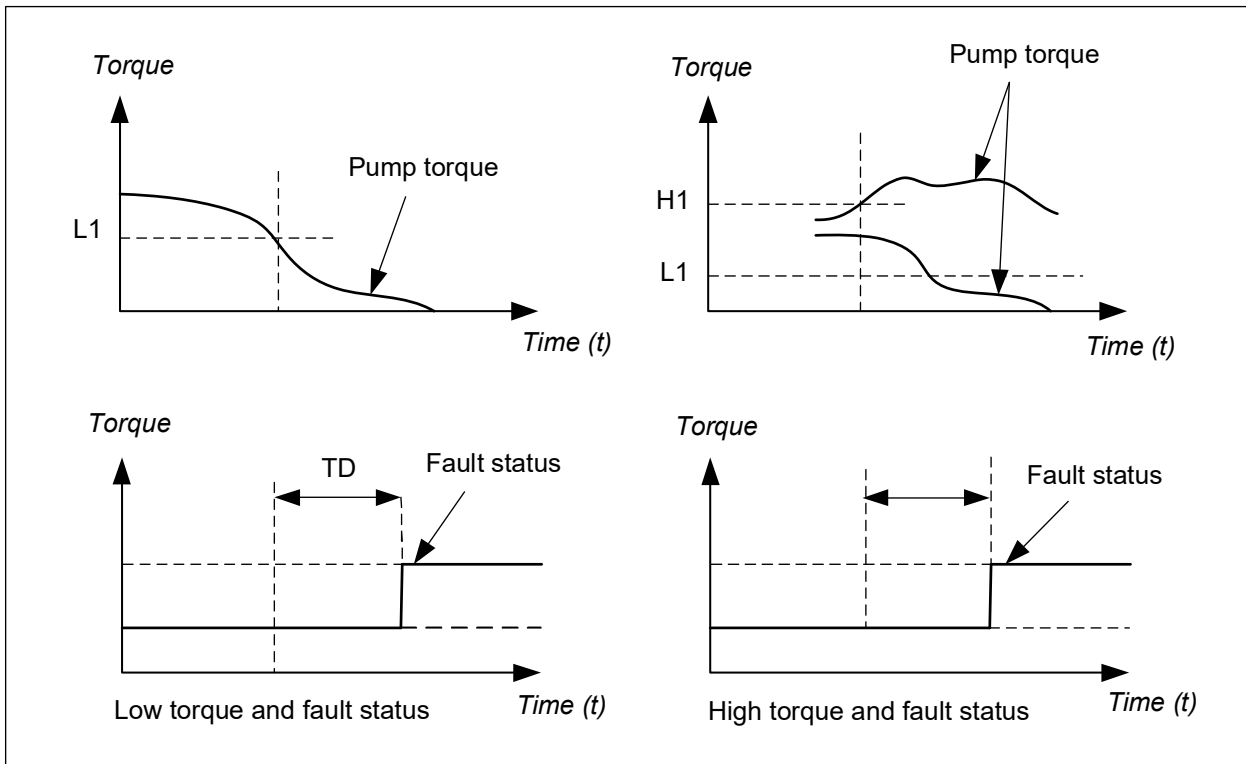 Torque
Pump torque
L1
Time (t)
Torque
Pump torque
H1
L1
Time (t)
Torque
TD
Fault status
Time (t)
Low torque and fault status
Torque
Fault status
Time (t)
High torque and fault status